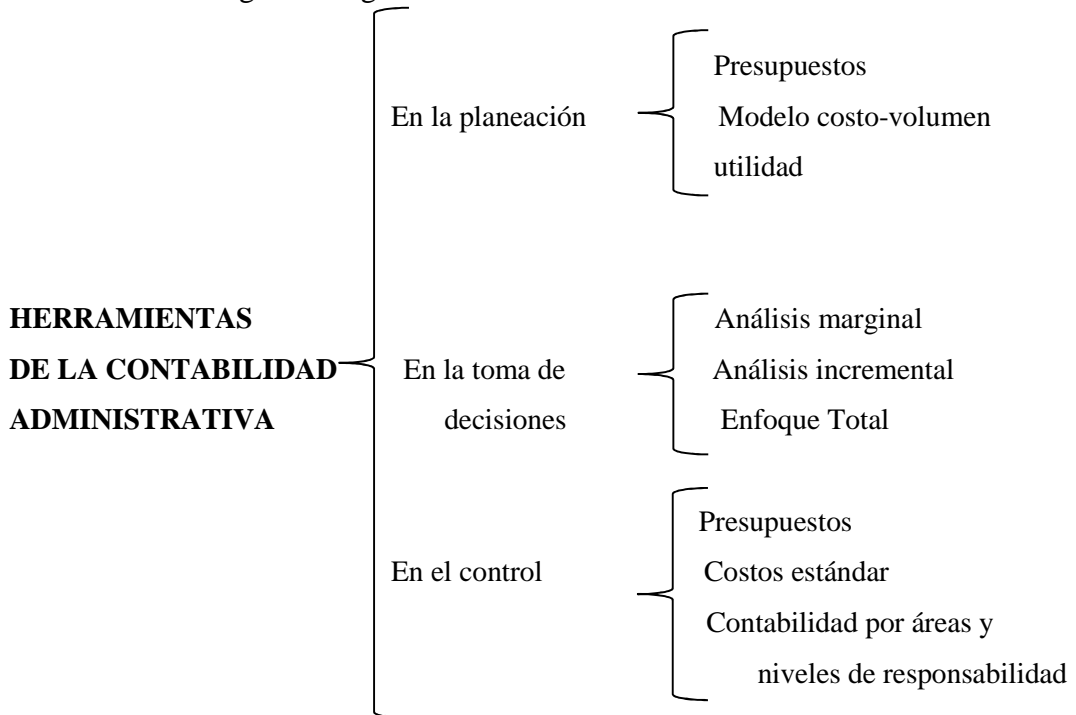 Presupuestos
En la planeación
Modelo costo-volumen
utilidad
HERRAMIENTAS
DE LA CONTABILIDAD
ADMINISTRATIVA
En la toma de
decisiones
Análisis marginal
Análisis incremental
Enfoque Total
Presupuestos
En el control
Costos estándar
Contabilidad por áreas y
niveles de responsabilidad